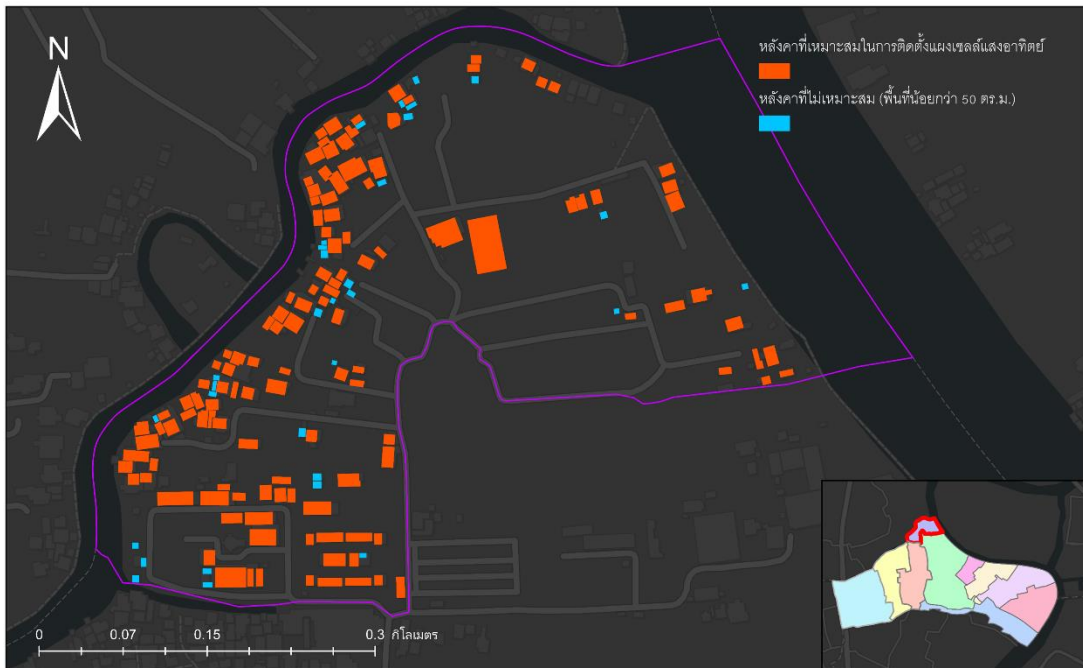 N
หลังคาที่เหมาะสมในการติดตั้งแผงเซลล์แสงอาทิตย์
หลังคาที่ไม่เหมาะสม (พื้นที่น้อยกว่า 50 ตร.ม.)
0 0.07 0.15 0.3 กิโลเมตร